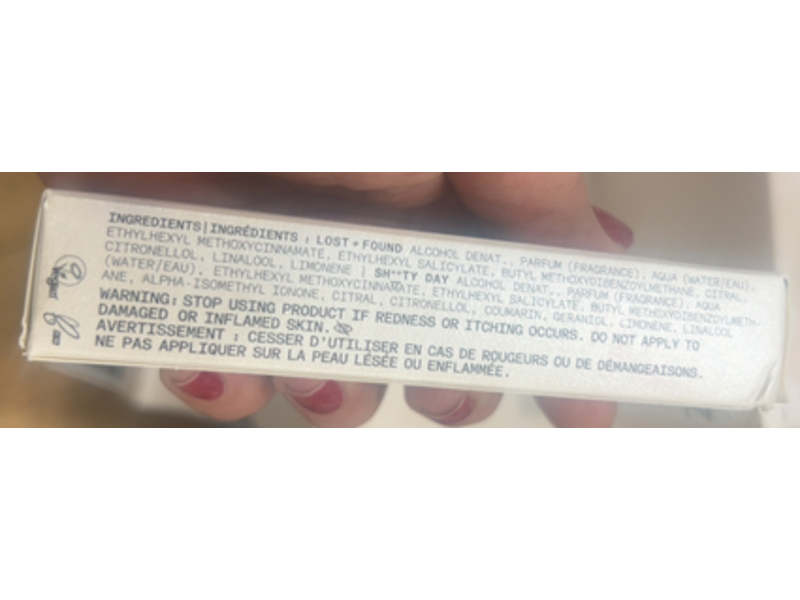 INGREDIENTS|INGRÉDIENTS : LOST + FOUND ALCOHOL DENAT., PARFUM (FRAGRANCE), AQUA (WATER/EAU),
ETHYLHEXYL METHOXYCINNAMATE, ETHYLHEXYL SALICYLATE, BUTYL METHOXYDIBENZOYLMETHANE, CITRAL,
CITRONELLOL, LINALOOL, LIMONENE | SH**TY DAY ALCOHOL DENAT., PARFUM (FRAGRANCE), AQUA
(WATER/EAU), ETHYLHEXYL METHOXYCINNAMATE, ETHYLHEXYL SALICYLATE, BUTYL METHOXYDIBENZOYLMETH-
ANE, ALPHA-ISOMETHYL IONONE, CITRAL, CITRONELLOL, COUMARIN, GERANIOL, LIMONENE, LINALOOL
WARNING: STOP USING PRODUCT IF REDNESS OR ITCHING OCCURS. DO NOT APPLY TO
DAMAGED OR INFLAMED SKIN.
AVERTISSEMENT : CESSER D'UTILISER EN CAS DE ROUGEURS OU DE DÉMANGEAISONS.
NE PAS APPLIQUER SUR LA PEAU LÉSÉE OU ENFLAMMÉE.
Vegan